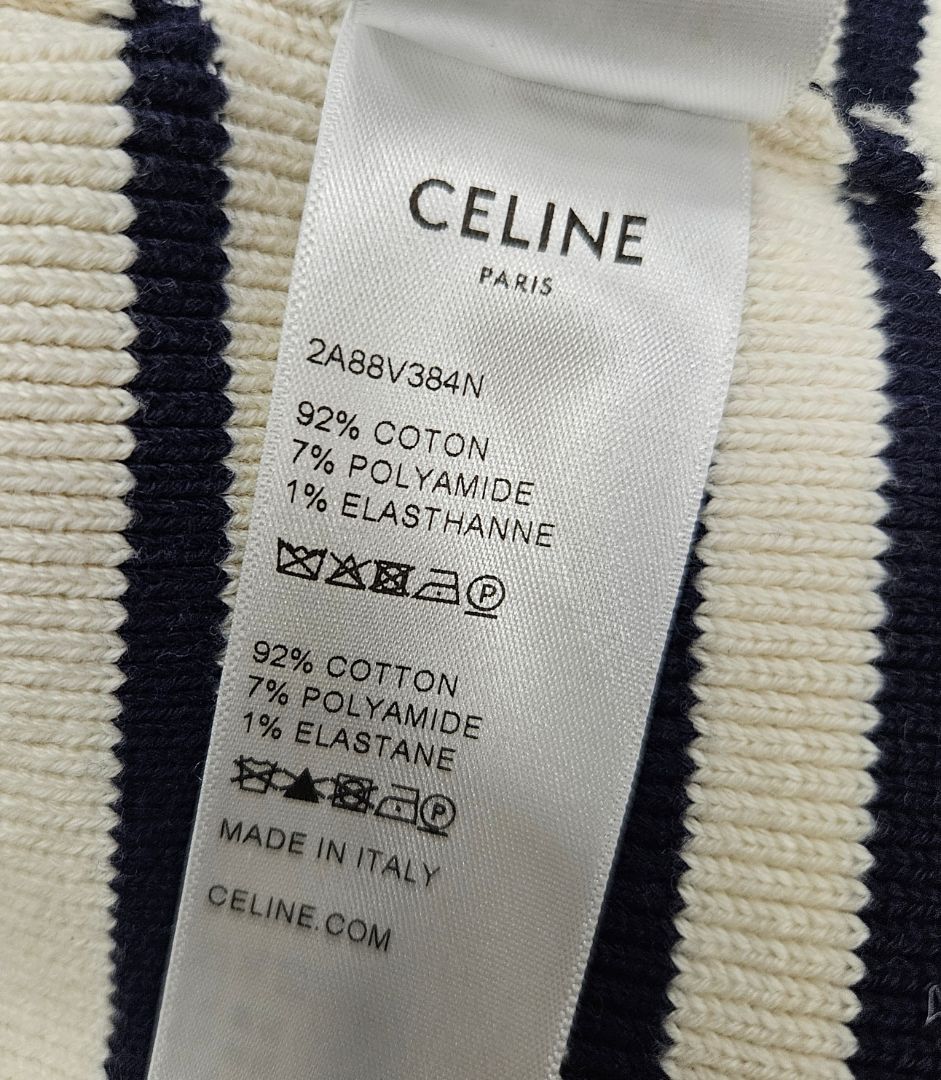 CELINE
PARIS
2A88V384N
92% COTON
7% POLYAMIDE
1% ELASTHANNE
P
92% COTTON
7% POLYAMIDE
1% ELASTANE
P
MADE IN ITALY
CELINE.COM